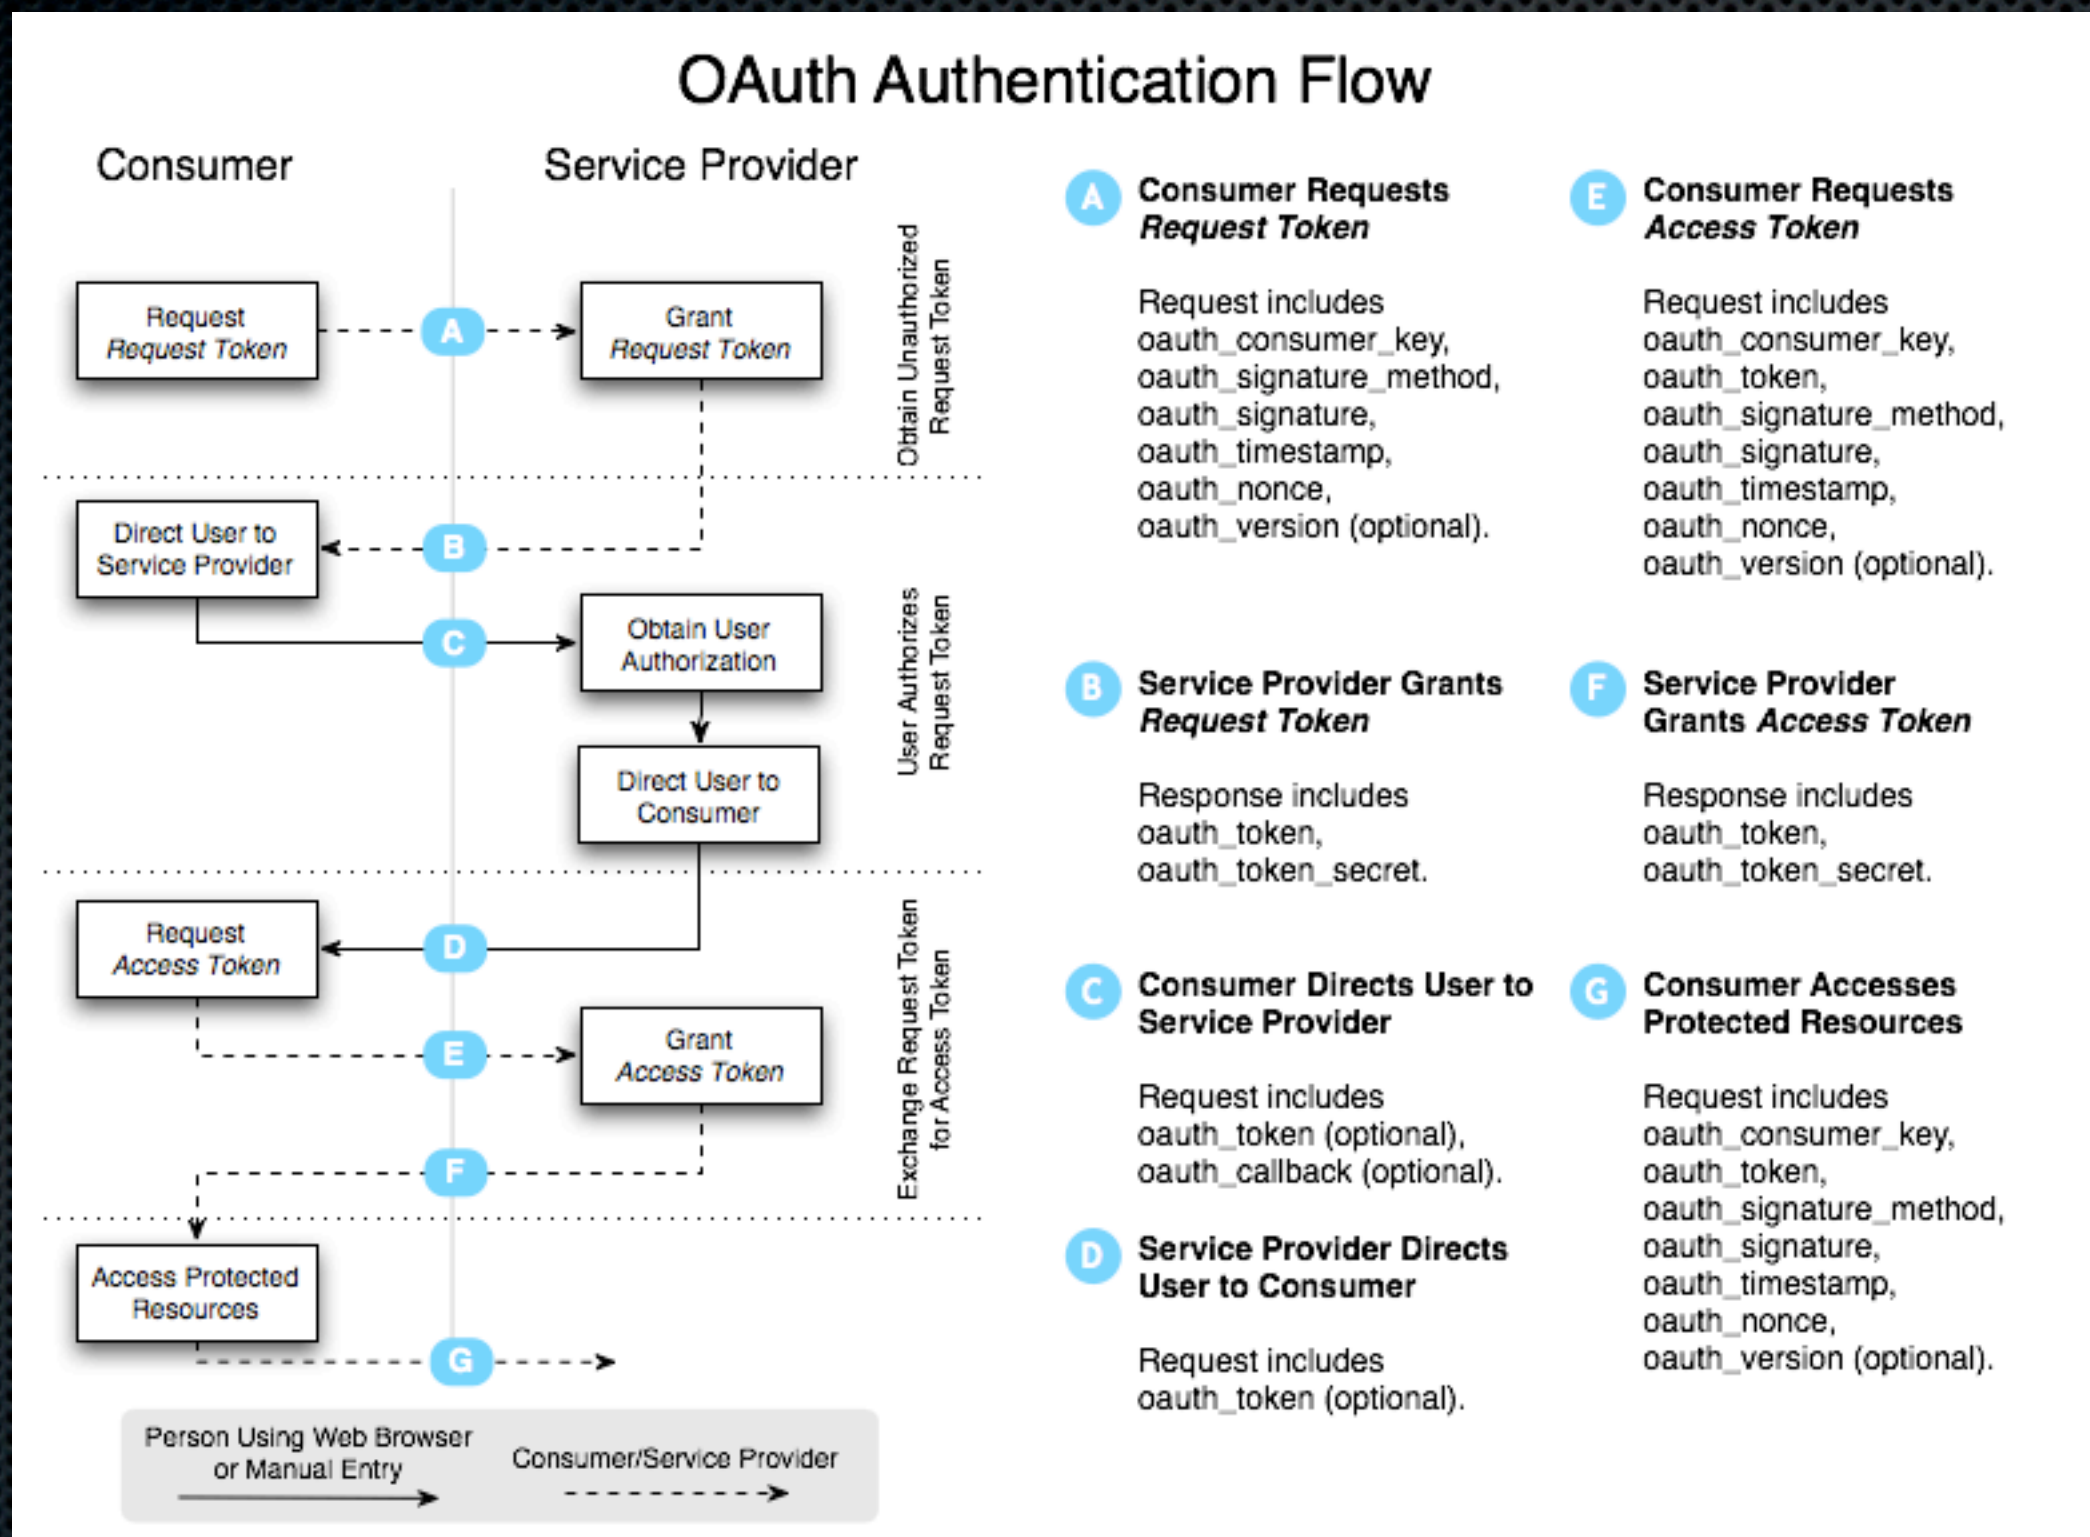 OAuth Authentication Flow
Consumer
Service Provider
Request
Request Token
A
Grant
Request Token
Obtain Unauthorized
Request Token
Direct User to
Service Provider
B
C
Obtain User
Authorization
Direct User to
Consumer
User Authorizes
Request Token
Request
Access Token
D
E
Grant
Access Token
F
Exchange Request Token
for Access Token
Access Protected
Resources
G
Person Using Web Browser
or Manual Entry
Consumer/Service Provider
A
Consumer Requests
Request Token
Request includes
oauth_consumer_key,
oauth_signature_method,
oauth_signature,
oauth_timestamp,
oauth_nonce,
oauth_version (optional).
B
Service Provider Grants
Request Token
Response includes
oauth_token,
oauth_token_secret.
C
Consumer Directs User to
Service Provider
Request includes
oauth_token (optional),
oauth_callback (optional).
D
Service Provider Directs
User to Consumer
Request includes
oauth_token (optional).
E
Consumer Requests
Access Token
Request includes
oauth_consumer_key,
oauth_token,
oauth_signature_method,
oauth_signature,
oauth_timestamp,
oauth_nonce,
oauth_version (optional).
F
Service Provider
Grants Access Token
Response includes
oauth_token,
oauth_token_secret.
G
Consumer Accesses
Protected Resources
Request includes
oauth_consumer_key,
oauth_token,
oauth_signature_method,
oauth_signature,
oauth_timestamp,
oauth_nonce,
oauth_version (optional).